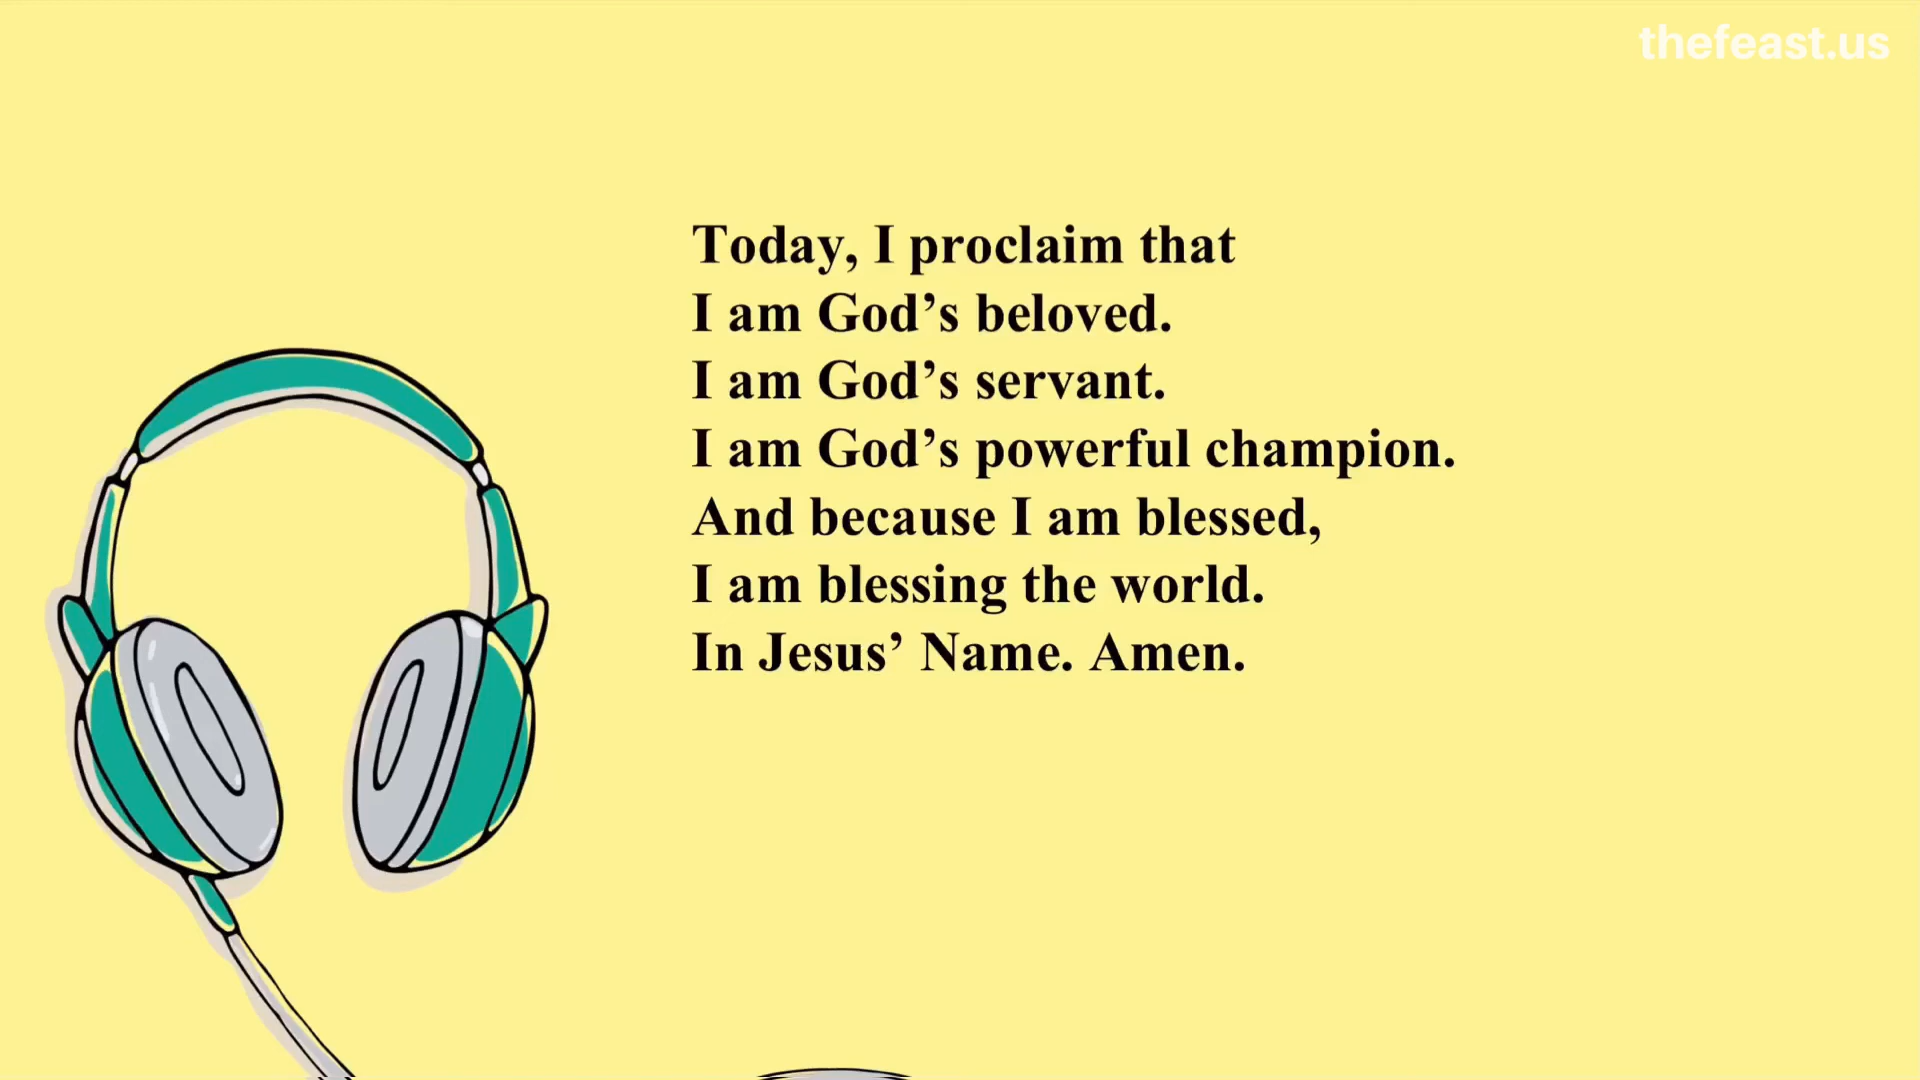 thefeast.us
Today, I proclaim that
I am God’s beloved.
I am God’s servant.
I am God’s powerful champion.
And because I am blessed,
I am blessing the world.
In Jesus’ Name. Amen.